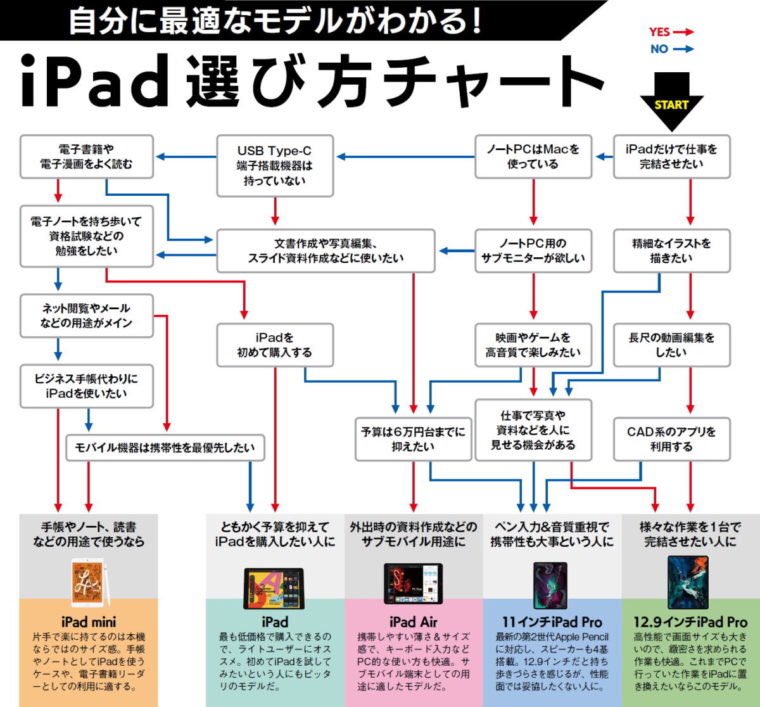 自分に最適なモデルがわかる!
iPad選び方チャート
YES
NO
START
電子書籍や
電子漫画をよく読む
USB Type-C
端子搭載機器は
持っていない
ノートPCはMacを
使っている
iPadだけで仕事を
完結させたい
電子ノートを持ち歩いて
資格試験などの
勉強をしたい
文書作成や写真編集、
スライド資料作成などに使いたい
ノートPC用の
サブモニターが欲しい
精細なイラストを
描きたい
ネット閲覧やメール
などの用途がメイン
iPadを
初めて購入する
映画やゲームを
高音質で楽しみたい
長尺の動画編集を
したい
ビジネス手帳代わりに
iPadを使いたい
予算は6万円台までに
抑えたい
仕事で写真や
資料などを人に
見せる機会がある
CAD系のアプリを
利用する
モバイル機器は携帯性を最優先したい
手帳やノート、読書
などの用途で使うなら
iPad mini
片手で楽に持てるのは本機
ならではのサイズ感。手帳
やノートとしてiPadを使う
ケースや、電子書籍リーダ
ーとしての利用に適する。
ともかく予算を抑えて
iPadを購入したい人に
iPad
最も低価格で購入できるの
で、ライトユーザーにオス
スメ。初めてiPadを試して
みたいという人にもピッタ
リのモデルだ。
外出時の資料作成などの
サブモバイル用途に
iPad Air
携帯しやすい薄さ&サイズ
感で、キーボード入力など
PC的な使い方も快適。サ
ブモバイル端末としての用
途に適したモデルだ。
ペン入力&音質重視で
携帯性も大事という人に
11インチiPad Pro
最新の第2世代Apple Pencil
に対応し、スピーカーも4基
搭載。12.9インチだと持ち
歩きづらさを感じるが、性能
面では妥協したくない人に。
様々な作業を1台で
完結させたい人に
12.9インチiPad Pro
高性能で画面サイズも大き
いので、緻密さを求められる
作業も快適。これまでPCで
行っていた作業をiPadに置
き換えたいならこのモデル。